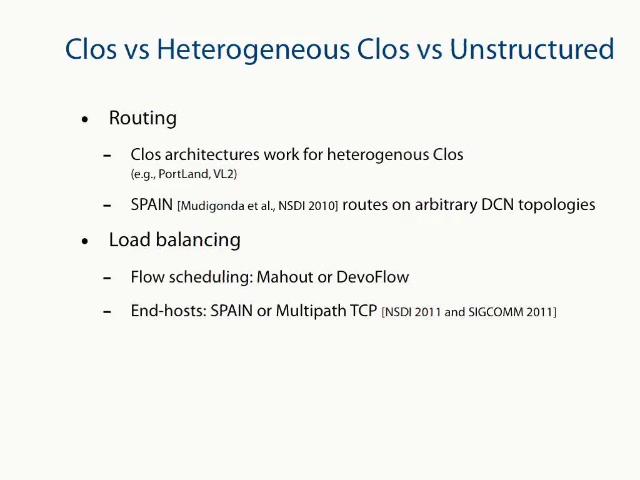 Clos vs Heterogeneous Clos vs Unstructured
• Routing
– Clos architectures work for heterogenous Clos
(e.g., PortLand, VL2)
– SPAIN [Mudigonda et al., NSDI 2010] routes on arbitrary DCN topologies
• Load balancing
– Flow scheduling: Mahout or DevoFlow
– End-hosts: SPAIN or Multipath TCP [NSDI 2011 and SIGCOMM 2011]